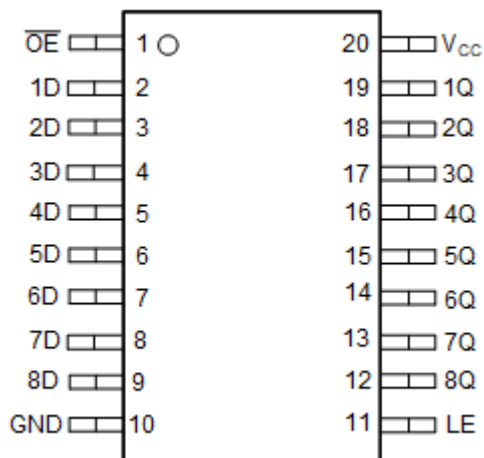 O̅E̅ 1 20 VCC
1D 2 19 1Q
2D 3 18 2Q
3D 4 17 3Q
4D 5 16 4Q
5D 6 15 5Q
6D 7 14 6Q
7D 8 13 7Q
8D 9 12 8Q
GND 10 11 LE